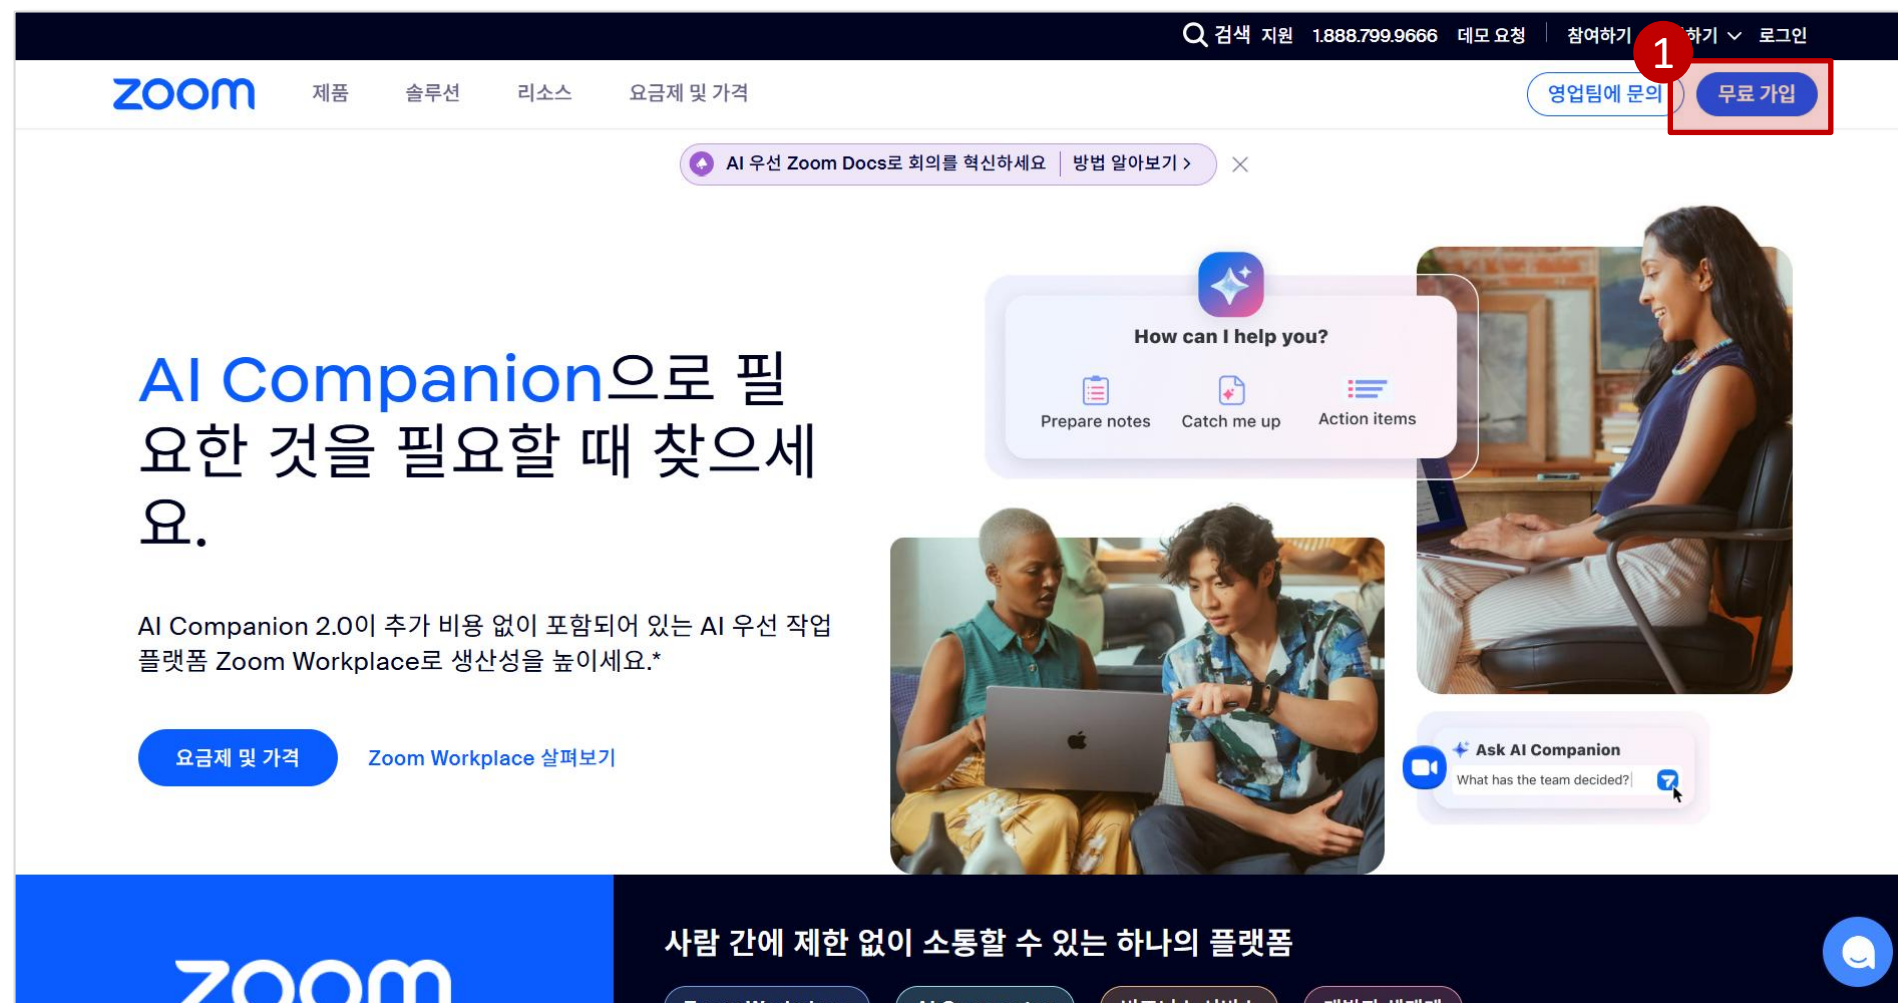 검색 지원 1.888.799.9666 데모 요청 참여하기 하기 로그인
1
zoom 제품 솔루션 리소스 요금제 및 가격 영업팀에 문의 무료 가입
AI 우선 Zoom Docs로 회의를 혁신하세요 방법 알아보기 >
How can I help you?
Prepare notes Catch me up Action items
AI Companion으로 필
요한 것을 필요할 때 찾으세
요.
AI Companion 2.0이 추가 비용 없이 포함되어 있는 AI 우선 작업
플랫폼 Zoom Workplace로 생산성을 높이세요.*
요금제 및 가격 Zoom Workplace 살펴보기
Ask AI Companion
What has the team decided?
사람 간에 제한 없이 소통할 수 있는 하나의 플랫폼
zoom